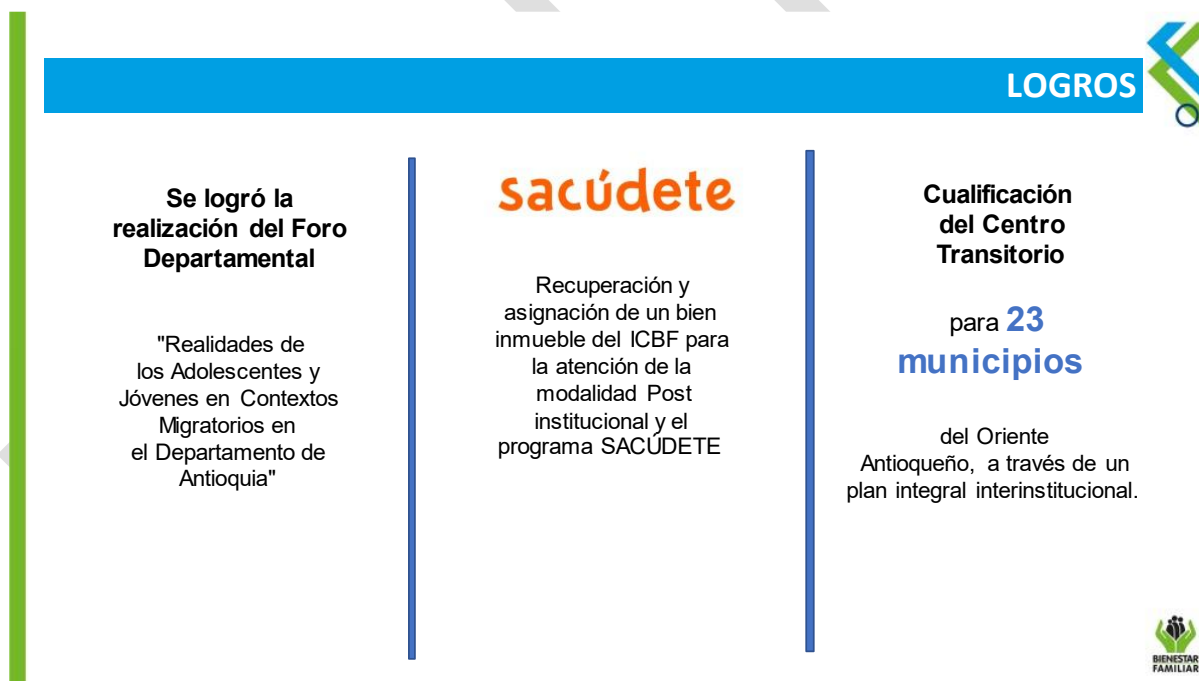 LOGROS
Se logró la
realización del Foro
Departamental
"Realidades de
los Adolescentes y
Jóvenes en Contextos
Migratorios en
el Departamento de
Antioquia"
sacúdete
Recuperación y
asignación de un bien
inmueble del ICBF para
la atención de la
modalidad Post
institucional y el
programa SACÚDETE
Cualificación
del Centro
Transitorio
para 23
municipios
del Oriente
Antioqueño, a través de un
plan integral interinstitucional.
BIENESTAR
FAMILIAR